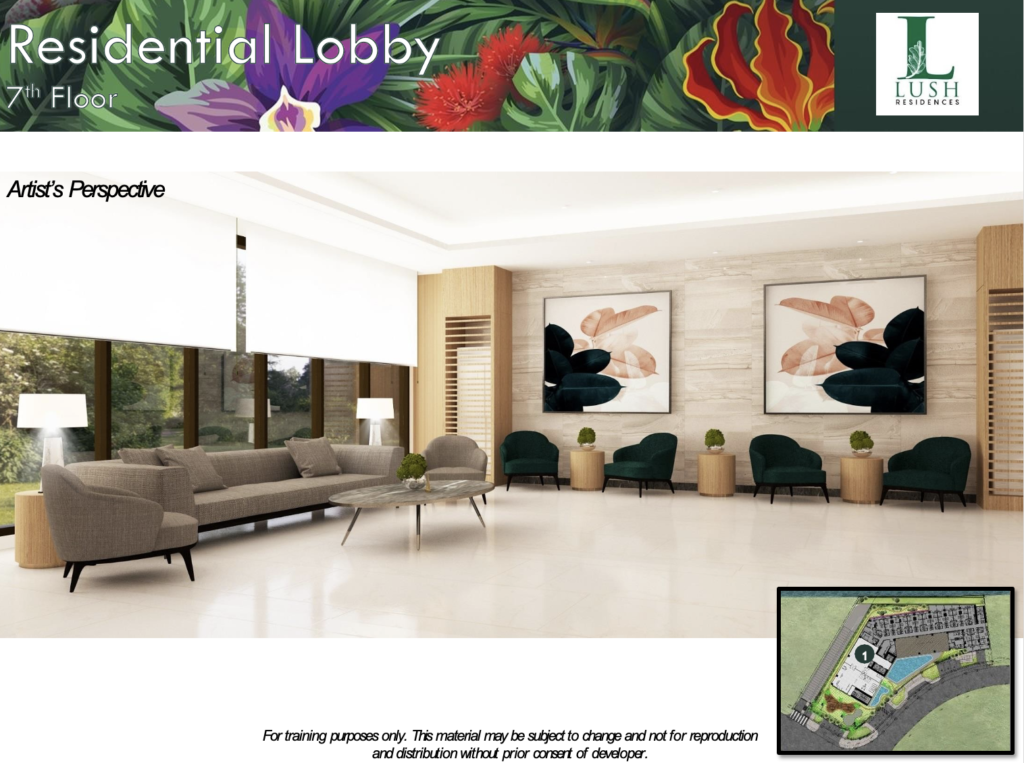 Residential Lobby
7th Floor
L
LUSH
RESIDENCES
Artist's Perspective
1
For training purposes only. This material may be subject to change and not for reproduction
and distribution without prior consent of developer.